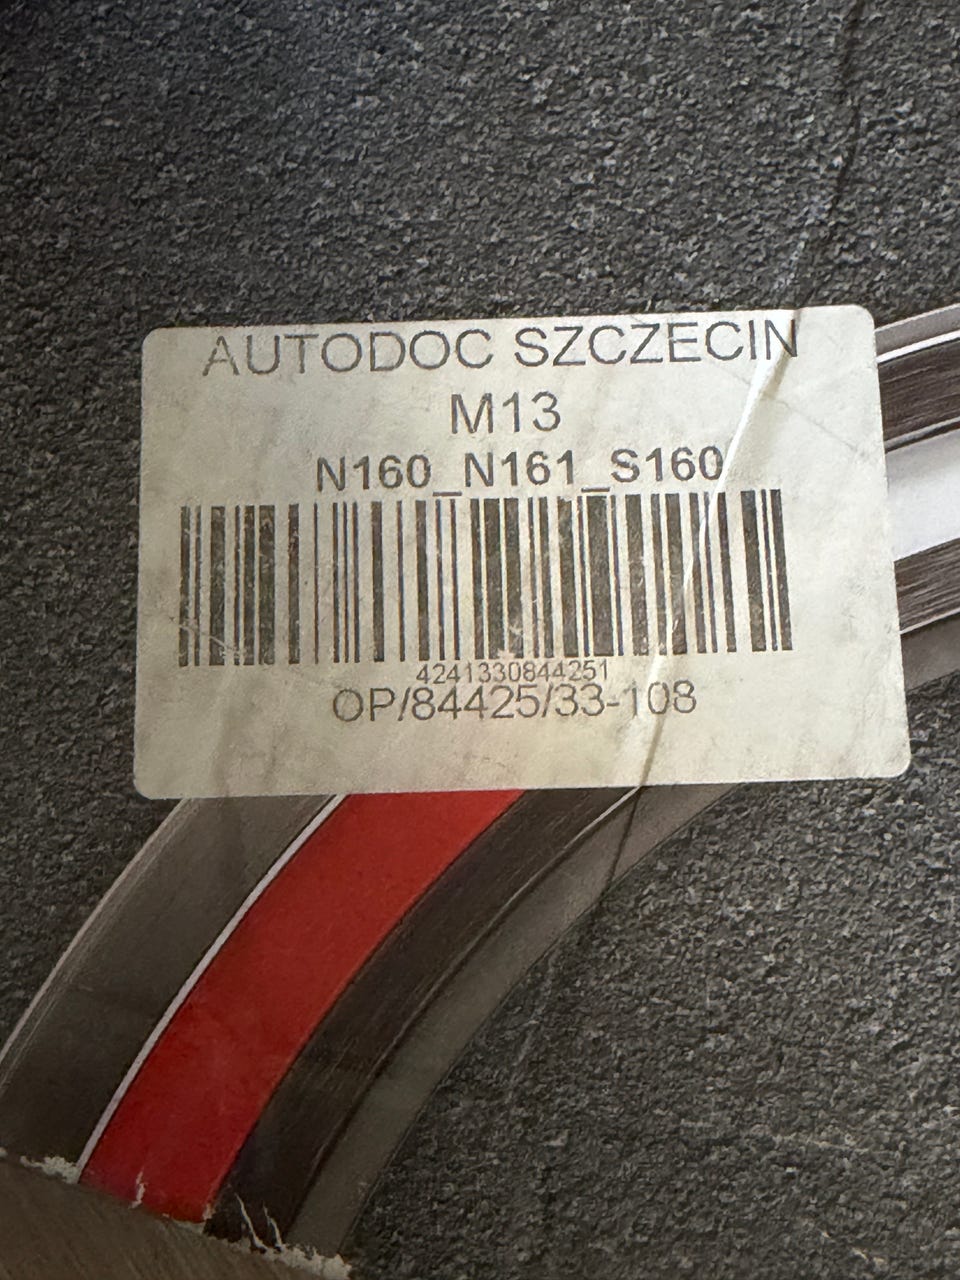 AUTODOC SZCZECIN
M13
N160_N161_S160
4241330844251
OP/84425/33-108